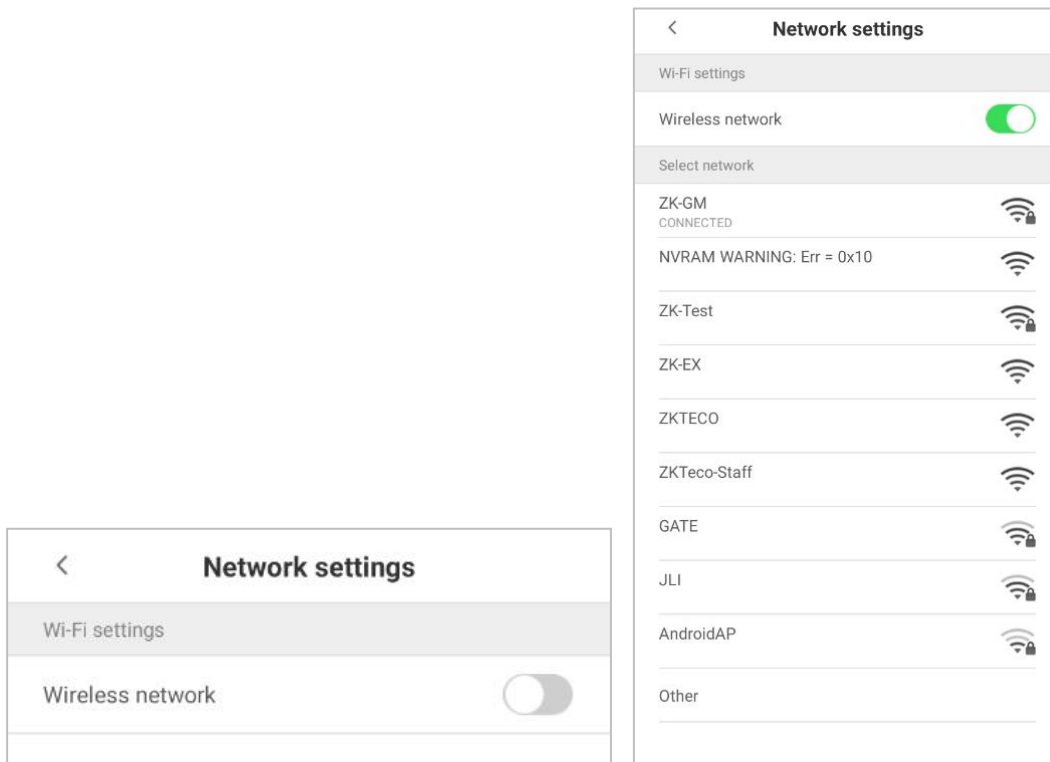 Network settings
Wi-Fi settings
Wireless network
Network settings
Wi-Fi settings
Wireless network
Select network
ZK-GM
CONNECTED
NVRAM WARNING: Err = 0x10
ZK-Test
ZK-EX
ZKTECO
ZKTeco-Staff
GATE
JLI
AndroidAP
Other